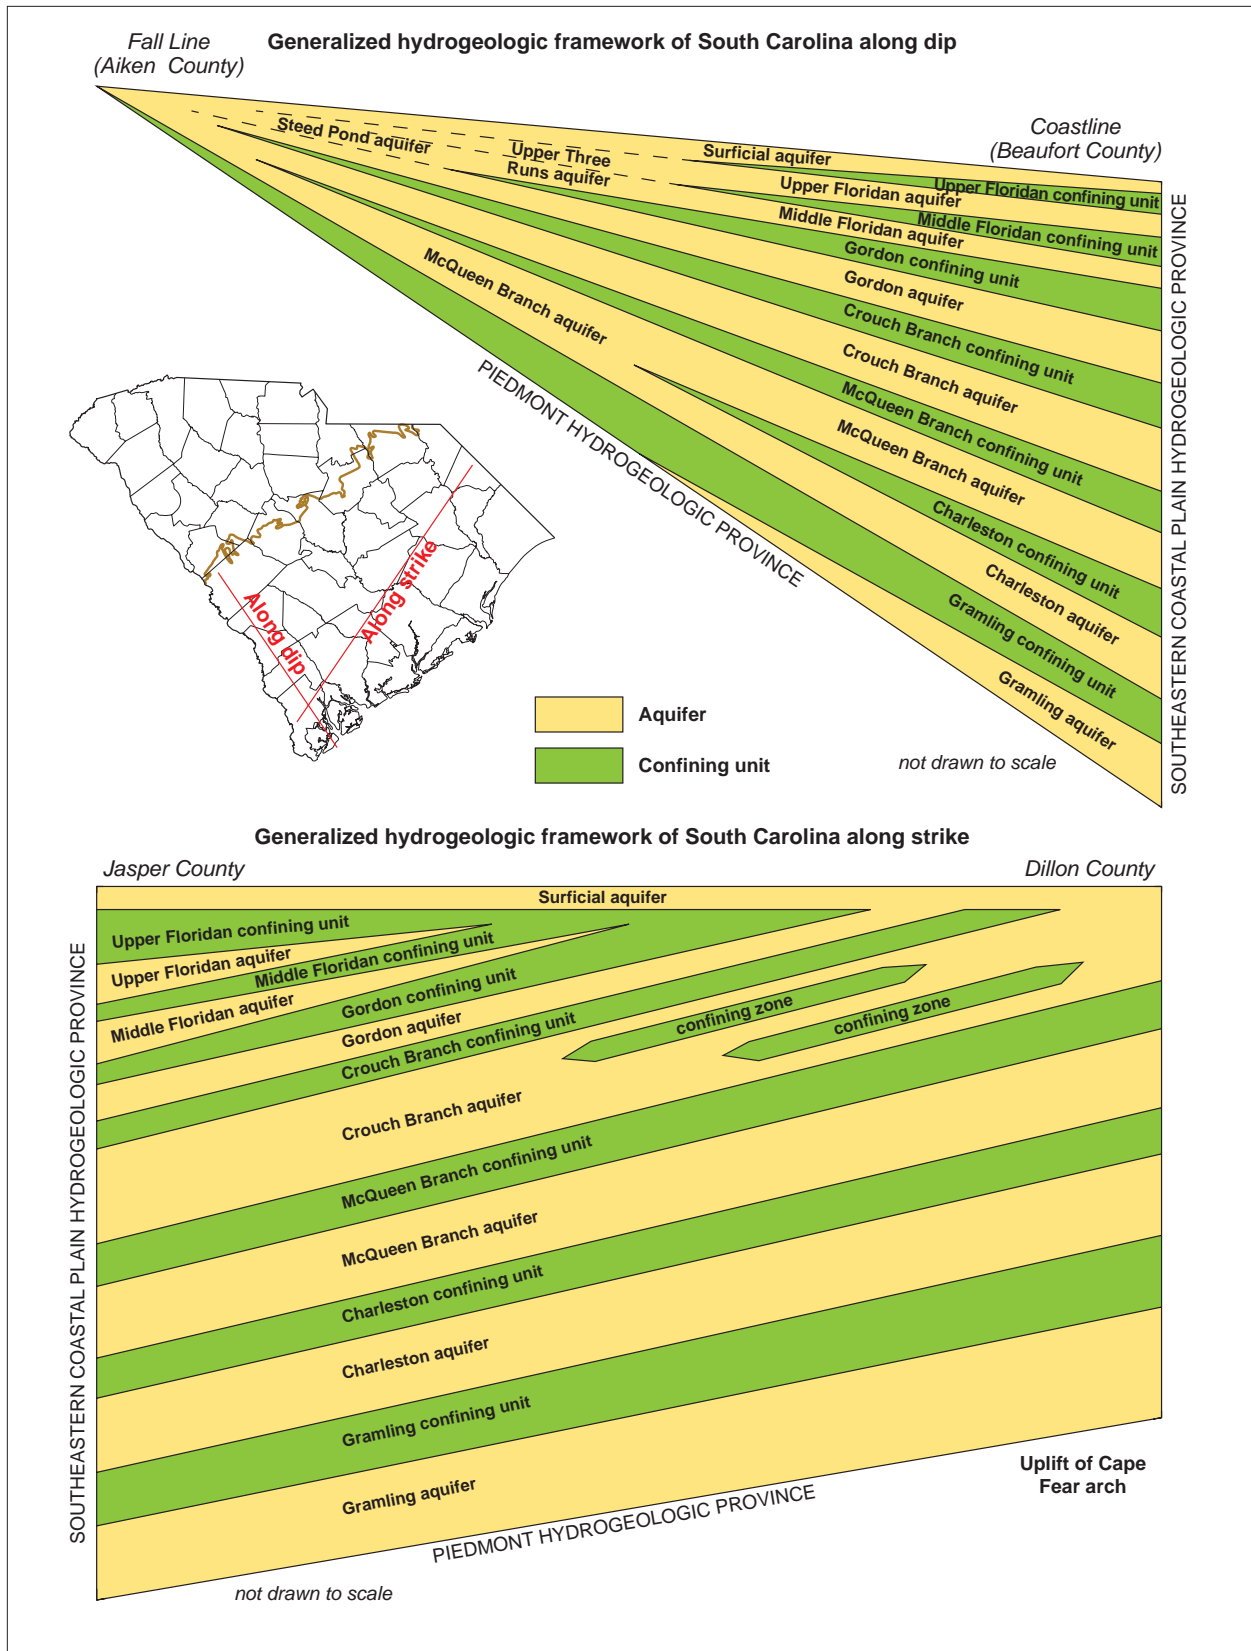 Generalized hydrogeologic framework of South Carolina along dip
Fall Line
(Aiken County)
Coastline
(Beaufort County)
Steed Pond aquifer
Upper Three
Runs aquifer
Surficial aquifer
Upper Floridan confining unit
Upper Floridan aquifer
Middle Floridan confining unit
Middle Floridan aquifer
Gordon confining unit
Gordon aquifer
Crouch Branch confining unit
Crouch Branch aquifer
McQueen Branch confining unit
McQueen Branch aquifer
McQueen Branch aquifer
Charleston confining unit
Charleston aquifer
Gramling confining unit
Gramling aquifer
PIEDMONT HYDROGEOLOGIC PROVINCE
SOUTHEASTERN COASTAL PLAIN HYDROGEOLOGIC PROVINCE
Along dip
Along strike
Aquifer
Confining unit
not drawn to scale
Generalized hydrogeologic framework of South Carolina along strike
Jasper County
Dillon County
Surficial aquifer
Upper Floridan confining unit
Upper Floridan aquifer
Middle Floridan confining unit
Middle Floridan aquifer
Gordon confining unit
Gordon aquifer
Crouch Branch confining unit
confining zone
confining zone
Crouch Branch aquifer
McQueen Branch confining unit
McQueen Branch aquifer
Charleston confining unit
Charleston aquifer
Gramling confining unit
Gramling aquifer
SOUTHEASTERN COASTAL PLAIN HYDROGEOLOGIC PROVINCE
PIEDMONT HYDROGEOLOGIC PROVINCE
Uplift of Cape
Fear arch
not drawn to scale